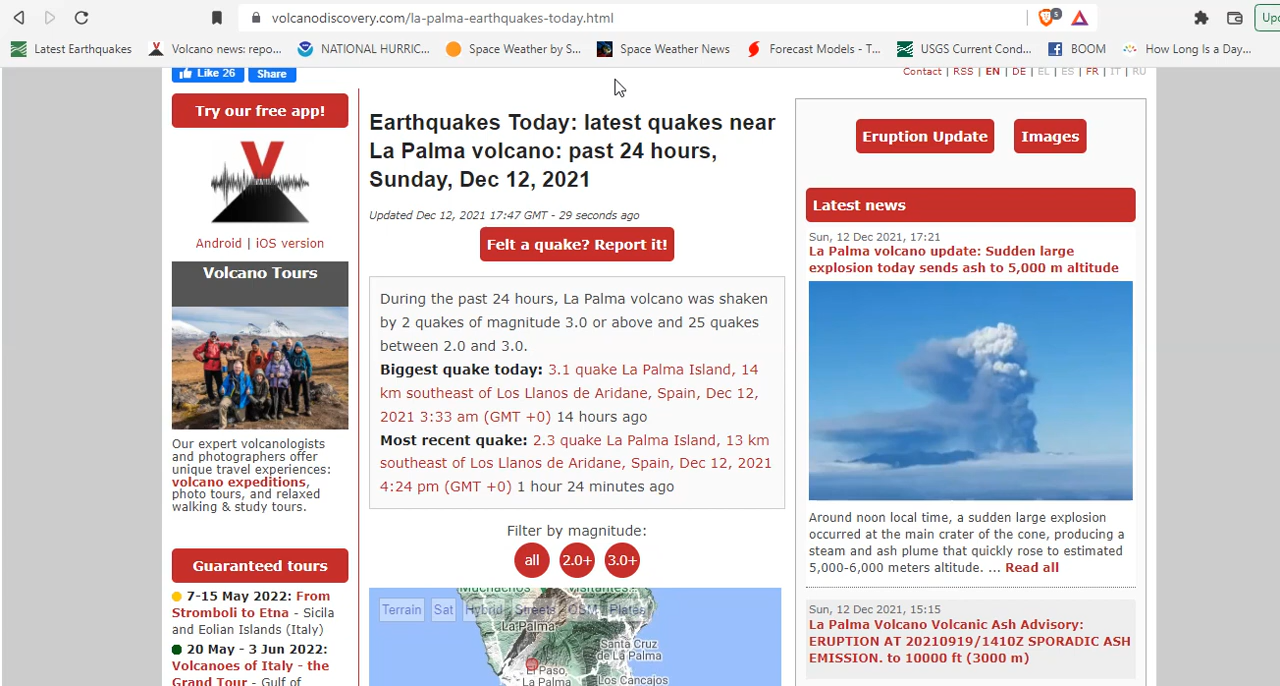 volcanodiscovery.com/la-palma-earthquakes-today.html
5
Upd
Latest Earthquakes
Volcano news: repo...
NATIONAL HURRIC...
Space Weather by S...
Space Weather News
Forecast Models - T...
USGS Current Cond...
BOOM
How Long Is a Day...
Like 26
Share
Contact | RSS | EN | DE | EL | ES | FR | IT | RU
Try our free app!
Android | iOS version
Volcano Tours
Our expert volcanologists
and photographers offer
unique travel experiences:
volcano expeditions,
photo tours, and relaxed
walking & study tours.
Guaranteed tours
7-15 May 2022: From
Stromboli to Etna - Sicila
and Eolian Islands (Italy)
20 May - 3 Jun 2022:
Volcanoes of Italy - the
Grand Tour - Gulf of
Earthquakes Today: latest quakes near
La Palma volcano: past 24 hours,
Sunday, Dec 12, 2021
Updated Dec 12, 2021 17:47 GMT - 29 seconds ago
Felt a quake? Report it!
During the past 24 hours, La Palma volcano was shaken
by 2 quakes of magnitude 3.0 or above and 25 quakes
between 2.0 and 3.0.
Biggest quake today: 3.1 quake La Palma Island, 14
km southeast of Los Llanos de Aridane, Spain, Dec 12,
2021 3:33 am (GMT +0) 14 hours ago
Most recent quake: 2.3 quake La Palma Island, 13 km
southeast of Los Llanos de Aridane, Spain, Dec 12, 2021
4:24 pm (GMT +0) 1 hour 24 minutes ago
Filter by magnitude:
all
2.0+
3.0+
Muchachos
Visitantes...
Terrain
Sat
Hybrid
Streets
OSM
Plates
La Palma
Santa Cruz
de La Palma
El Paso,
La Palma
Los Cancajos
Eruption Update
Images
Latest news
Sun, 12 Dec 2021, 17:21
La Palma volcano update: Sudden large
explosion today sends ash to 5,000 m altitude
Around noon local time, a sudden large explosion
occurred at the main crater of the cone, producing a
steam and ash plume that quickly rose to estimated
5,000-6,000 meters altitude. ... Read all
Sun, 12 Dec 2021, 15:15
La Palma Volcano Volcanic Ash Advisory:
ERUPTION AT 20210919/1410Z SPORADIC ASH
EMISSION. to 10000 ft (3000 m)